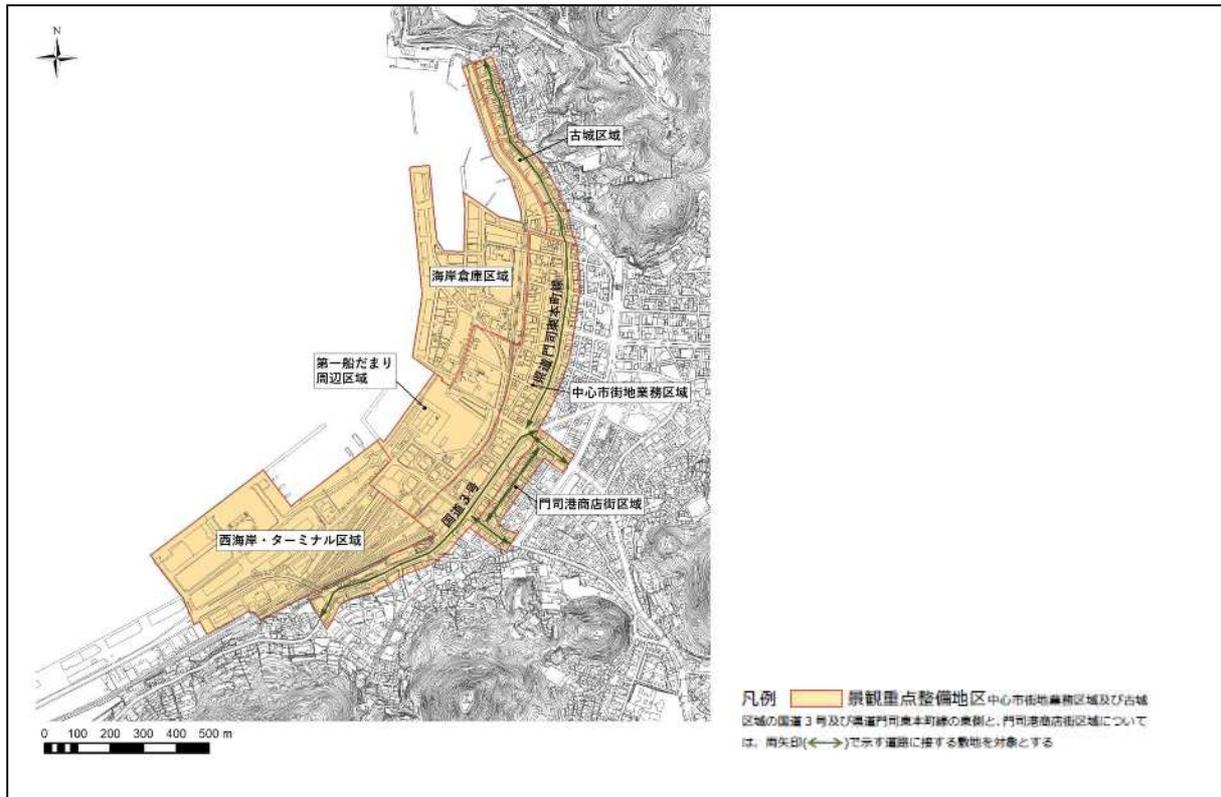 N
古城区域
海岸倉庫区域
県道門司東本町線
第一船だまり
周辺区域
中心市街地業務区域
国道3号
門司港商店街区域
西海岸・ターミナル区域
0 100 200 300 400 500 m
凡例 景観重点整備地区 中心市街地業務区域及び古城
区域の国道3号及び県道門司東本町線の東側と、門司港商店街区域について
は、両矢印(⟷)で示す道路に接する敷地を対象とする